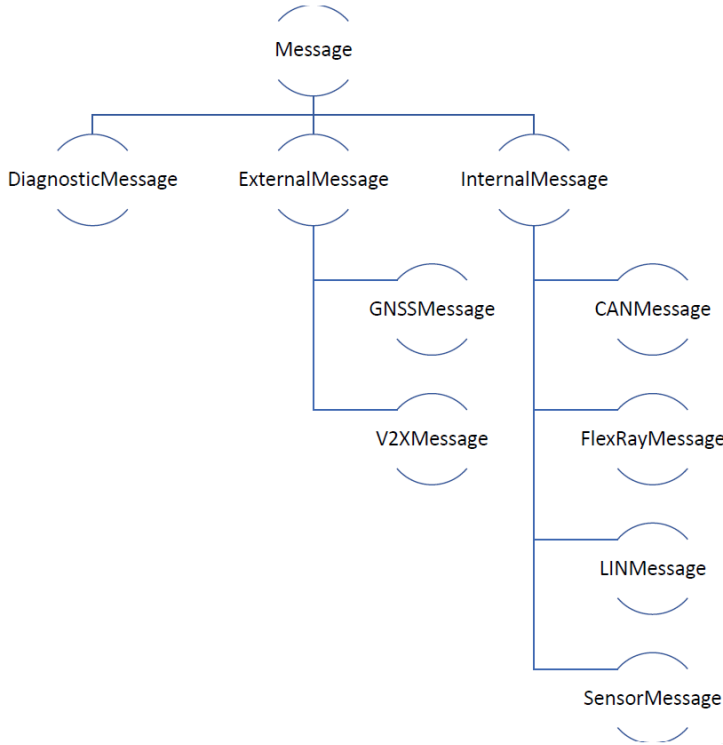 Message
DiagnosticMessage
ExternalMessage
InternalMessage
GNSSMessage
CANMessage
V2XMessage
FlexRayMessage
LINMessage
SensorMessage